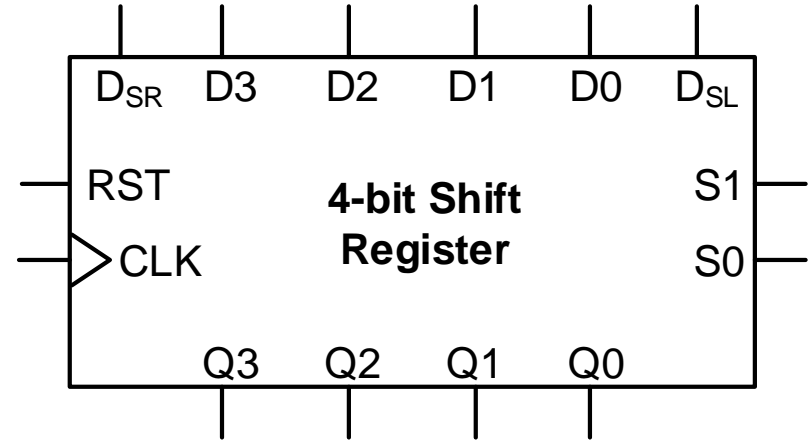 DSR D3 D2 D1 D0 DSL
RST 4-bit Shift S1
CLK Register S0
Q3 Q2 Q1 Q0